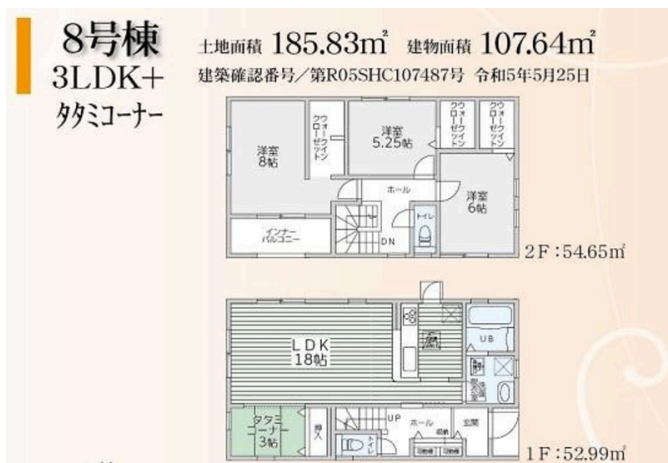 8号棟
3LDK+
タタミコーナー
土地面積 185.83㎡ 建物面積 107.64㎡
建築確認番号／第R05SHC107487号 令和5年5月25日
洋室
8帖
ウォークイン
クローゼット
洋室
5.25帖
ウォークイン
クローゼット
ウォークイン
クローゼット
ホール
洋室
6帖
トイレ
DN
インナー
バルコニー
2F：54.65㎡
LDK
18帖
UB
タタミ
コーナー
3帖
押入
UP
ホール
玄関
収納
トイレ
1F：52.99㎡